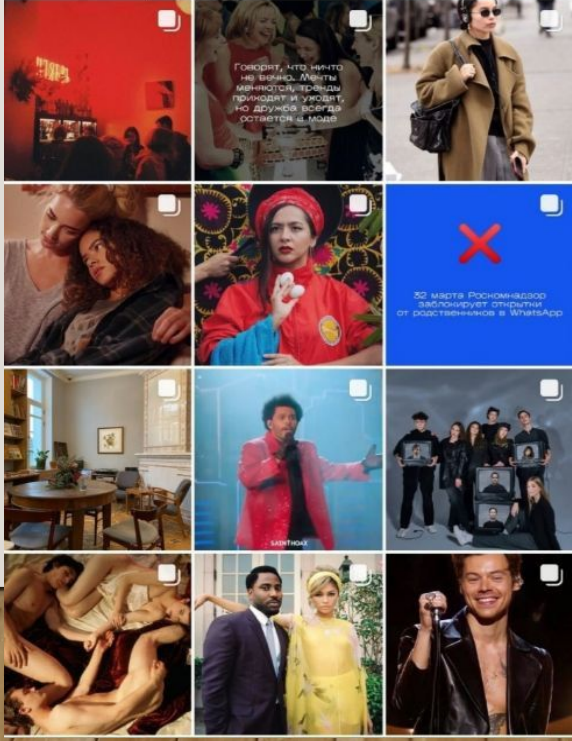 Говорят, что ничто
не вечно. Мечты
меняются, тренды
приходят и уходят,
но дружба всегда
остаётся в моде
32 марта Роскомнадзор
заблокирует открытки
от родственников в WhatsApp
SAINTHOAX